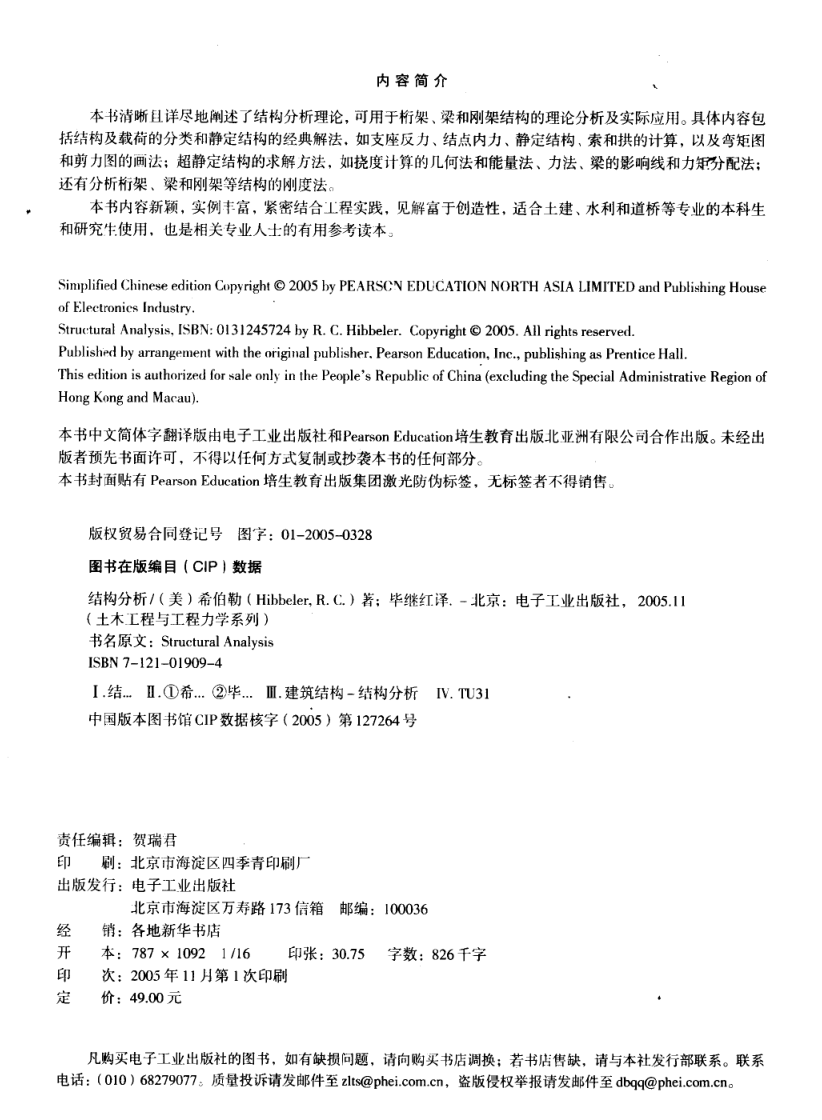 内 容 简 介
本书清晰且详尽地阐述了结构分析理论，可用于桁架、梁和刚架结构的理论分析及实际应用。具体内容包
括结构及载荷的分类和静定结构的经典解法，如支座反力、结点内力、静定结构、索和拱的计算，以及弯矩图
和剪力图的画法；超静定结构的求解方法，如挠度计算的几何法和能量法、力法、梁的影响线和力矩分配法；
还有分析桁架、梁和刚架等结构的刚度法。
本书内容新颖，实例丰富，紧密结合工程实践，见解富于创造性，适合土建、水利和道桥等专业的本科生
和研究生使用，也是相关专业人士的有用参考读本。
Simplified Chinese edition Copyright © 2005 by PEARSON EDUCATION NORTH ASIA LIMITED and Publishing House
of Electronics Industry.
Structural Analysis, ISBN: 0131245724 by R. C. Hibbeler. Copyright © 2005. All rights reserved.
Published by arrangement with the original publisher, Pearson Education, Inc., publishing as Prentice Hall.
This edition is authorized for sale only in the People's Republic of China (excluding the Special Administrative Region of
Hong Kong and Macau).
本书中文简体字翻译版由电子工业出版社和Pearson Education培生教育出版北亚洲有限公司合作出版。未经出
版者预先书面许可，不得以任何方式复制或抄袭本书的任何部分。
本书封面贴有 Pearson Education 培生教育出版集团激光防伪标签，无标签者不得销售。
版权贸易合同登记号 图字：01-2005-0328
图书在版编目（CIP）数据
结构分析/（美）希伯勒（Hibbeler, R. C.）著；毕继红译. - 北京：电子工业出版社，2005.11
（土木工程与工程力学系列）
书名原文：Structural Analysis
ISBN 7-121-01909-4
Ⅰ.结... Ⅱ.①希... ②毕... Ⅲ.建筑结构－结构分析 IV. TU31
中国版本图书馆CIP数据核字（2005）第127264号
责任编辑：贺瑞君
印 刷：北京市海淀区四季青印刷厂
出版发行：电子工业出版社
北京市海淀区万寿路173信箱 邮编：100036
经 销：各地新华书店
开 本：787 × 1092 1/16 印张：30.75 字数：826千字
印 次：2005年11月第1次印刷
定 价：49.00元
凡购买电子工业出版社的图书，如有缺损问题，请向购买书店调换；若书店售缺，请与本社发行部联系。联系
电话：（010）68279077。质量投诉请发邮件至zlts@phei.com.cn，盗版侵权举报请发邮件至dbqq@phei.com.cn。